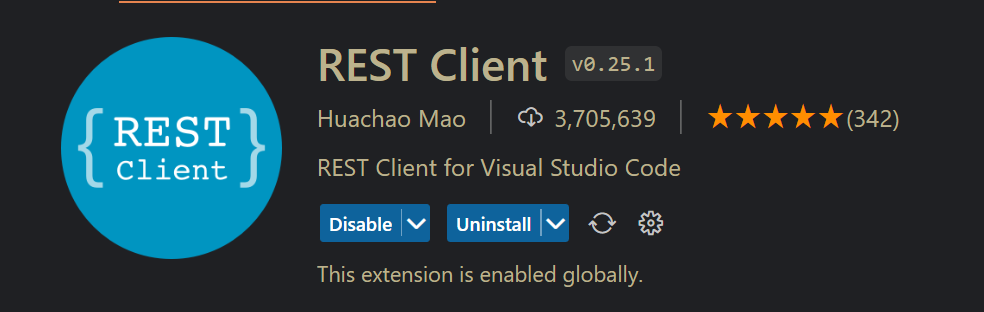 {REST
Client}
REST Client v0.25.1
Huachao Mao 3,705,639 ★★★★★(342)
REST Client for Visual Studio Code
Disable Uninstall
This extension is enabled globally.